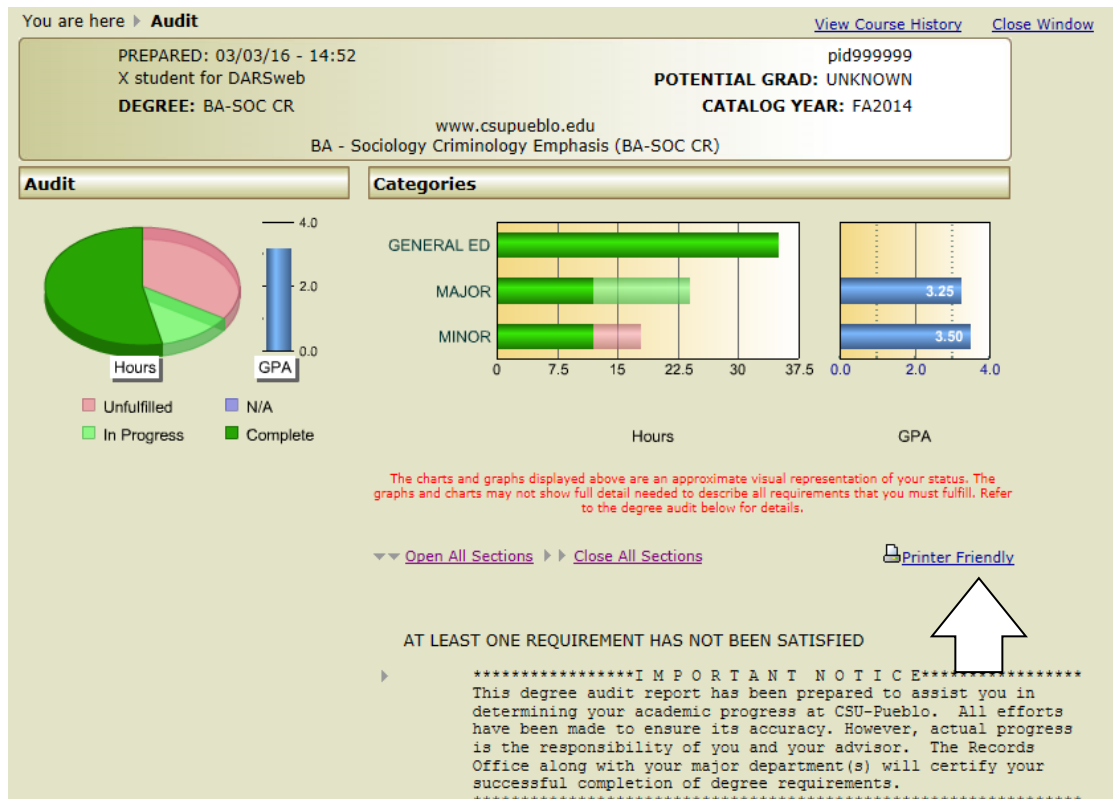 You are here Audit
View Course History Close Window
PREPARED: 03/03/16 - 14:52 pid999999
X student for DARSweb POTENTIAL GRAD: UNKNOWN
DEGREE: BA-SOC CR CATALOG YEAR: FA2014
www.csupueblo.edu
BA - Sociology Criminology Emphasis (BA-SOC CR)
Audit
4.0
2.0
0.0
Hours GPA
Unfulfilled N/A
In Progress Complete
Categories
GENERAL ED
MAJOR 3.25
MINOR 3.50
0 7.5 15 22.5 30 37.5 0.0 2.0 4.0
Hours GPA
The charts and graphs displayed above are an approximate visual representation of your status. The
graphs and charts may not show full detail needed to describe all requirements that you must fulfill. Refer
to the degree audit below for details.
Open All Sections Close All Sections Printer Friendly
AT LEAST ONE REQUIREMENT HAS NOT BEEN SATISFIED
*****************I M P O R T A N T   N O T I C E*****************
This degree audit report has been prepared to assist you in
determining your academic progress at CSU-Pueblo.  All efforts
have been made to ensure its accuracy. However, actual progress
is the responsibility of you and your advisor.  The Records
Office along with your major department(s) will certify your
successful completion of degree requirements.
****************************************************************